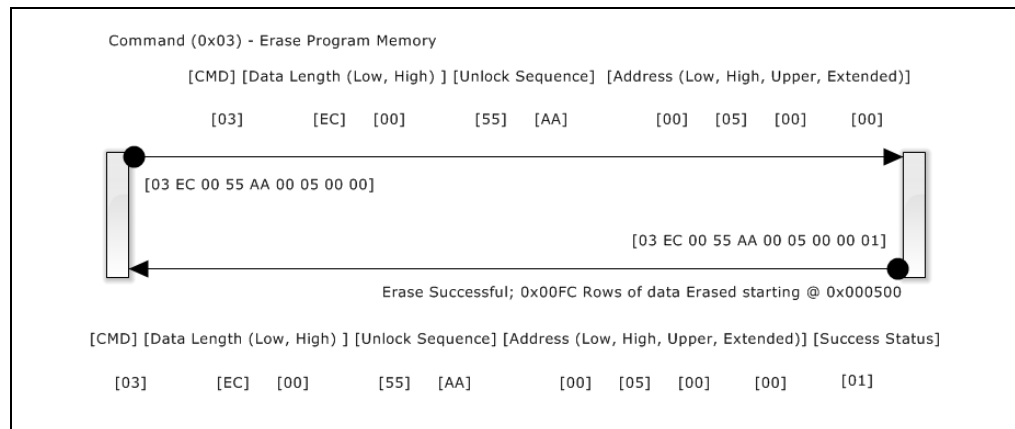 Command (0x03) - Erase Program Memory
[CMD] [Data Length (Low, High) ] [Unlock Sequence] [Address (Low, High, Upper, Extended)]
[03] [EC] [00] [55] [AA] [00] [05] [00] [00]
[03 EC 00 55 AA 00 05 00 00]
[03 EC 00 55 AA 00 05 00 00 01]
Erase Successful; 0x00FC Rows of data Erased starting @ 0x000500
[CMD] [Data Length (Low, High) ] [Unlock Sequence] [Address (Low, High, Upper, Extended)] [Success Status]
[03] [EC] [00] [55] [AA] [00] [05] [00] [00] [01]